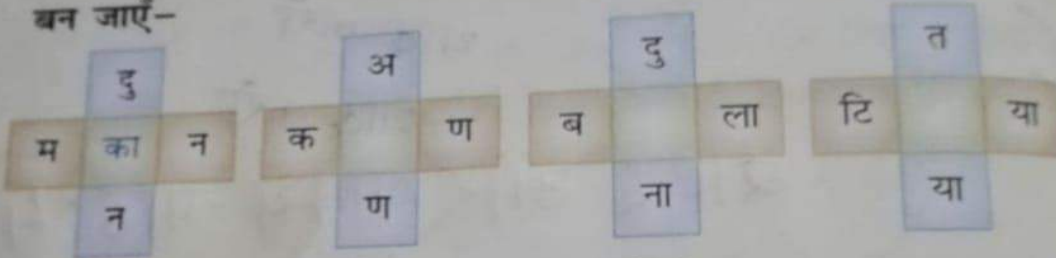 बन जाएँ–
दु अ दु त
म का न क ण ब ला टि या
न ण ना या